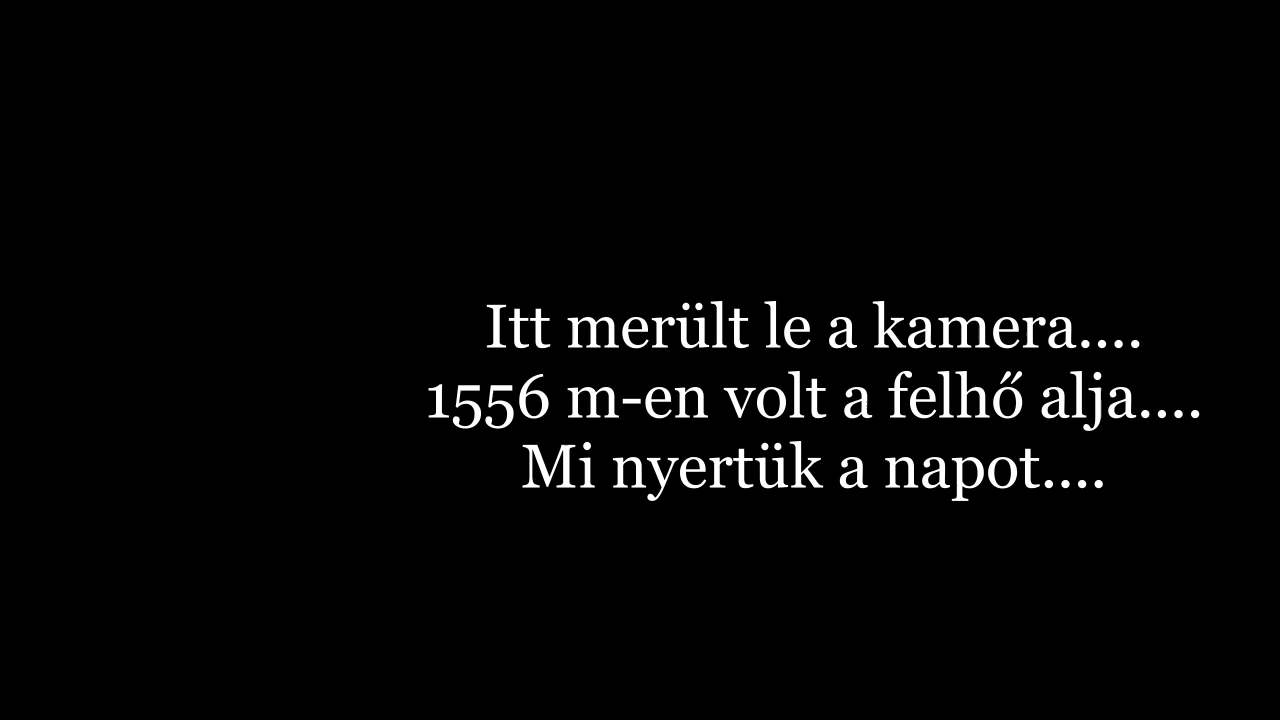 Itt merült le a kamera....
1556 m-en volt a felhő alja....
Mi nyertük a napot....